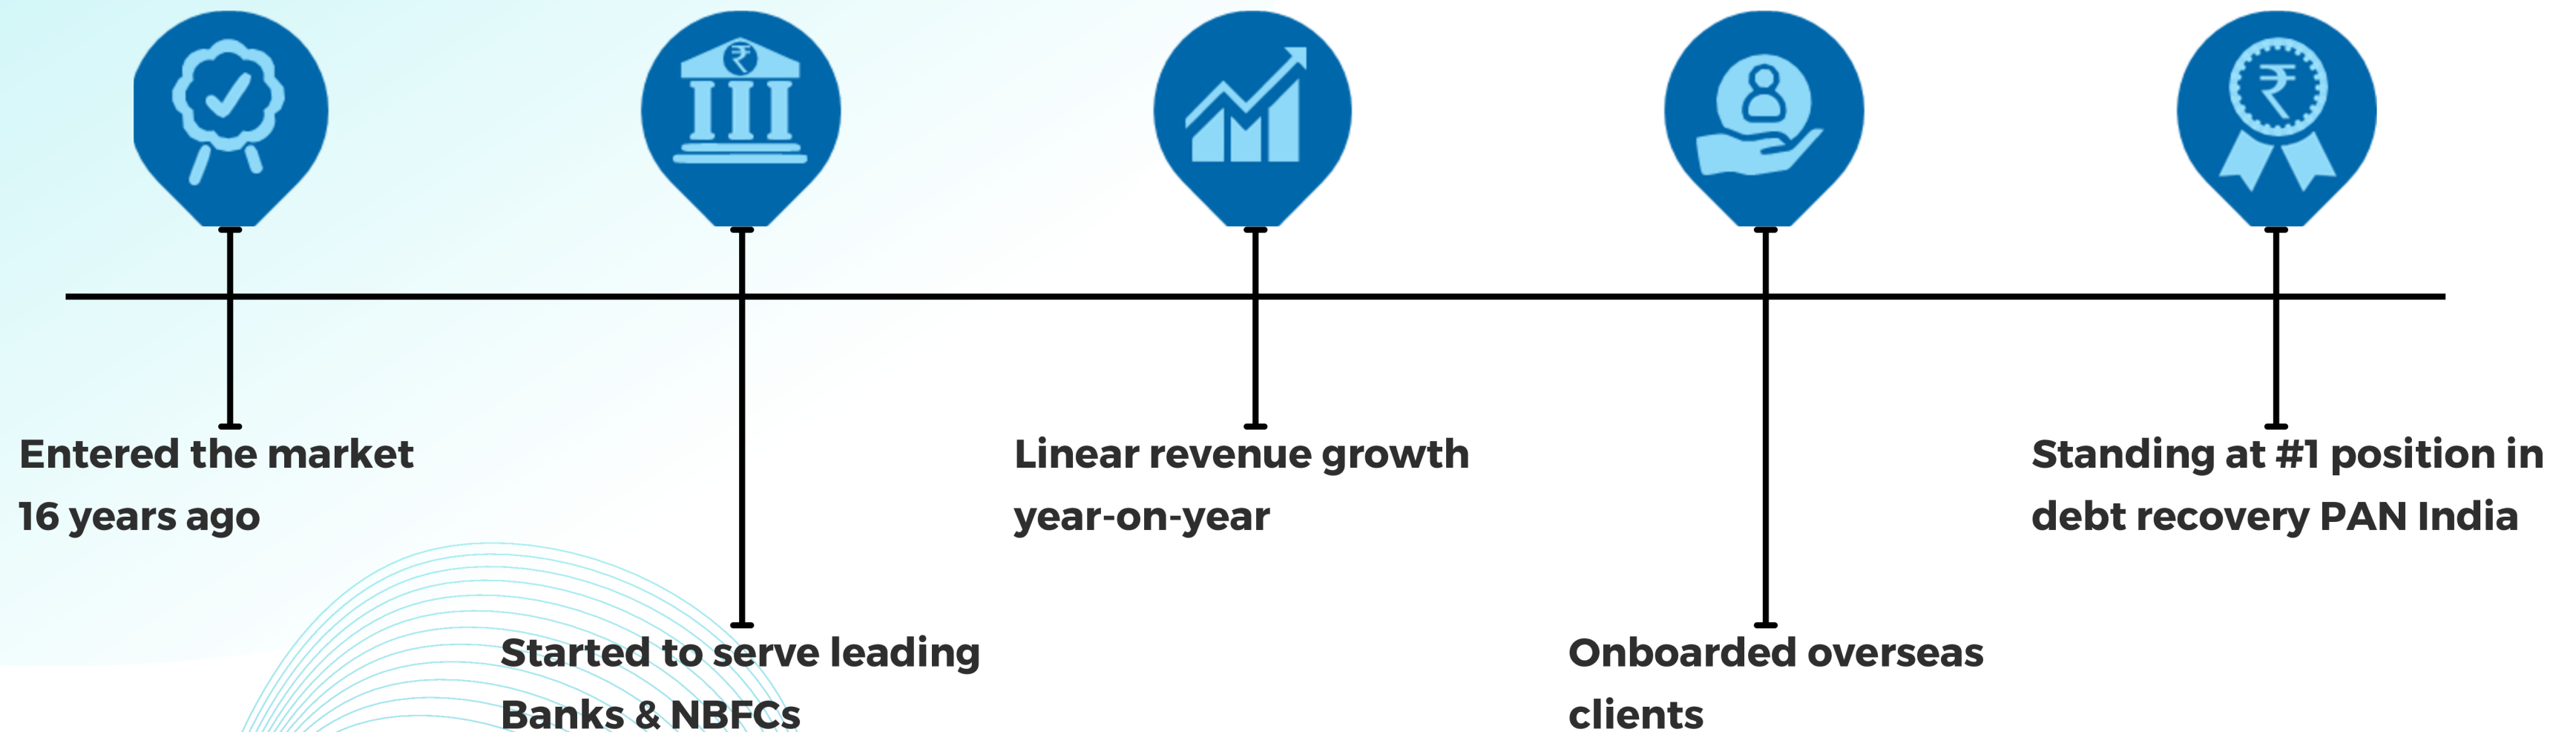 Entered the market
16 years ago
Started to serve leading
Banks & NBFCs
Linear revenue growth
year-on-year
Onboarded overseas
clients
Standing at #1 position in
debt recovery PAN India
₹
₹